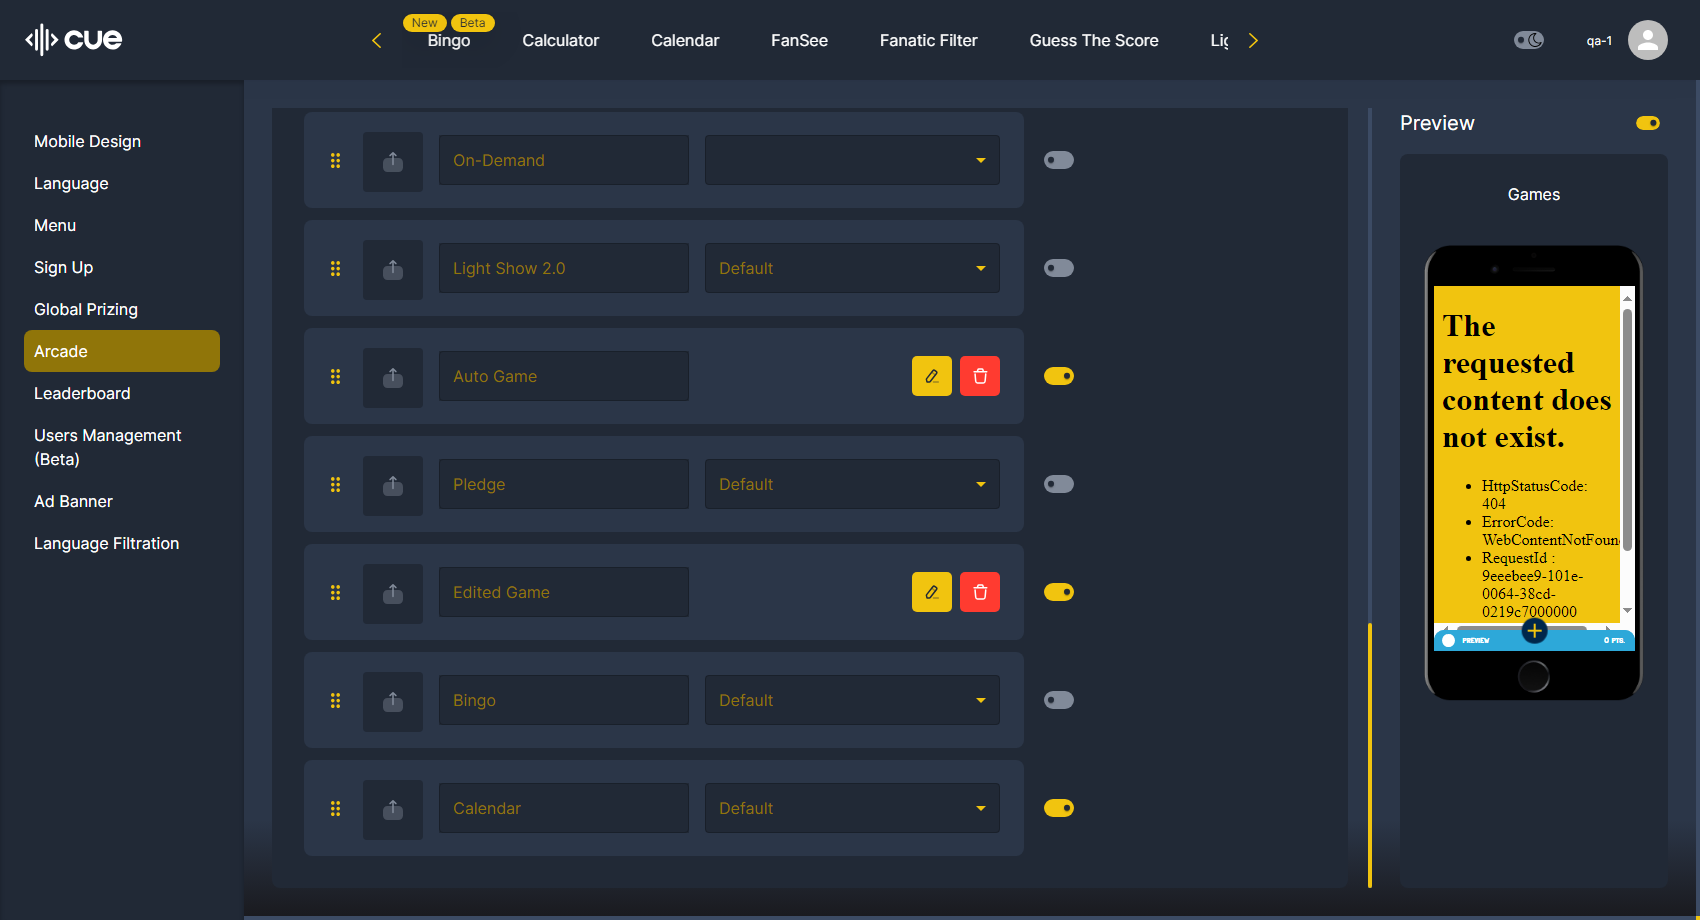 cue
New
Beta
Bingo
Calculator
Calendar
FanSee
Fanatic Filter
Guess The Score
qa-1
Mobile Design
Language
Menu
Sign Up
Global Prizing
Arcade
Leaderboard
Users Management
(Beta)
Ad Banner
Language Filtration
On-Demand
Light Show 2.0
Default
Auto Game
Pledge
Default
Edited Game
Bingo
Default
Calendar
Default
Preview
Games
The
requested
content does
not exist.
HttpStatusCode:
404
ErrorCode:
WebContentNotFoun
RequestId :
9eeebee9-101e-
0064-38cd-
0219c7000000
PREVIEW
0 PTS.